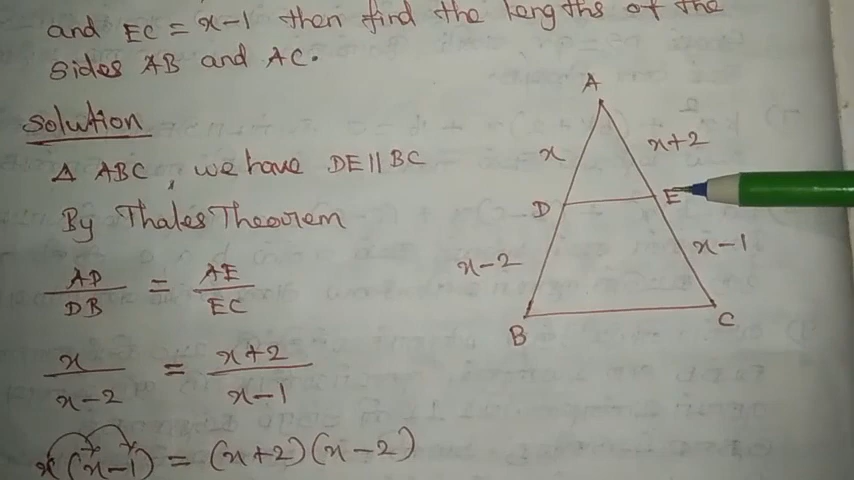 and EC = x-1 then find the lengths of the
sides AB and AC.
Solution
Δ ABC, we have DE || BC
By Thales Theorem
AD/DB = AE/EC
x/x-2 = x+2/x-1
x(x-1) = (x+2)(x-2)
A
x
x+2
D
E
x-2
x-1
B
C